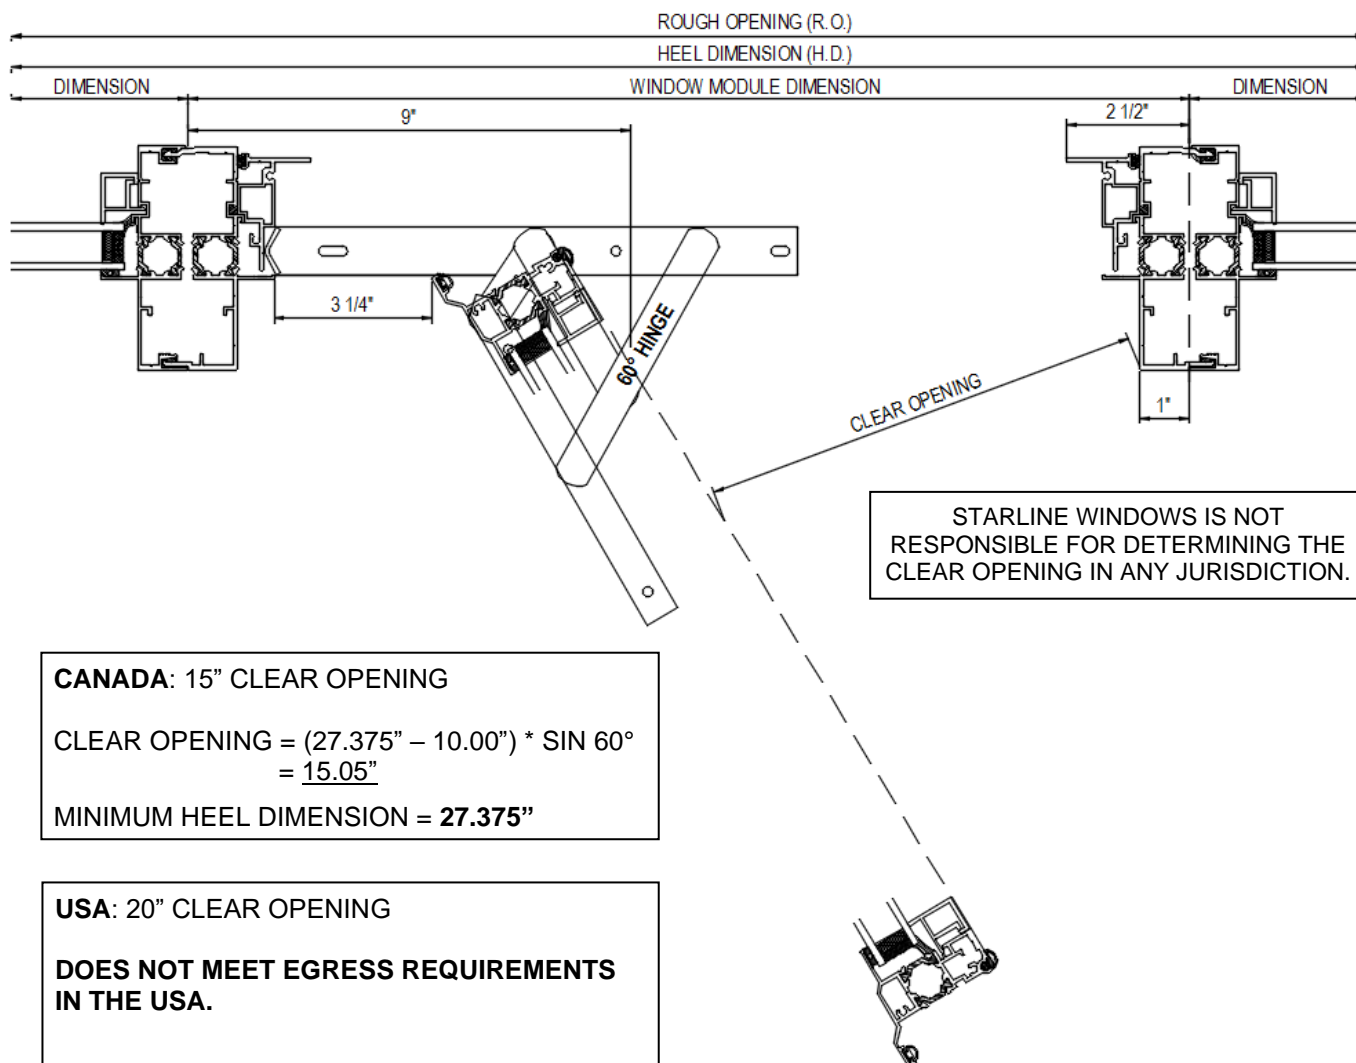 ROUGH OPENING (R.O.)
HEEL DIMENSION (H.D.)
DIMENSION
WINDOW MODULE DIMENSION
DIMENSION
9"
2 1/2"
3 1/4"
60° HINGE
CLEAR OPENING
1"
STARLINE WINDOWS IS NOT
RESPONSIBLE FOR DETERMINING THE
CLEAR OPENING IN ANY JURISDICTION.
CANADA: 15” CLEAR OPENING
CLEAR OPENING = (27.375” – 10.00”) * SIN 60°
= 15.05”
MINIMUM HEEL DIMENSION = 27.375”
USA: 20” CLEAR OPENING
DOES NOT MEET EGRESS REQUIREMENTS
IN THE USA.